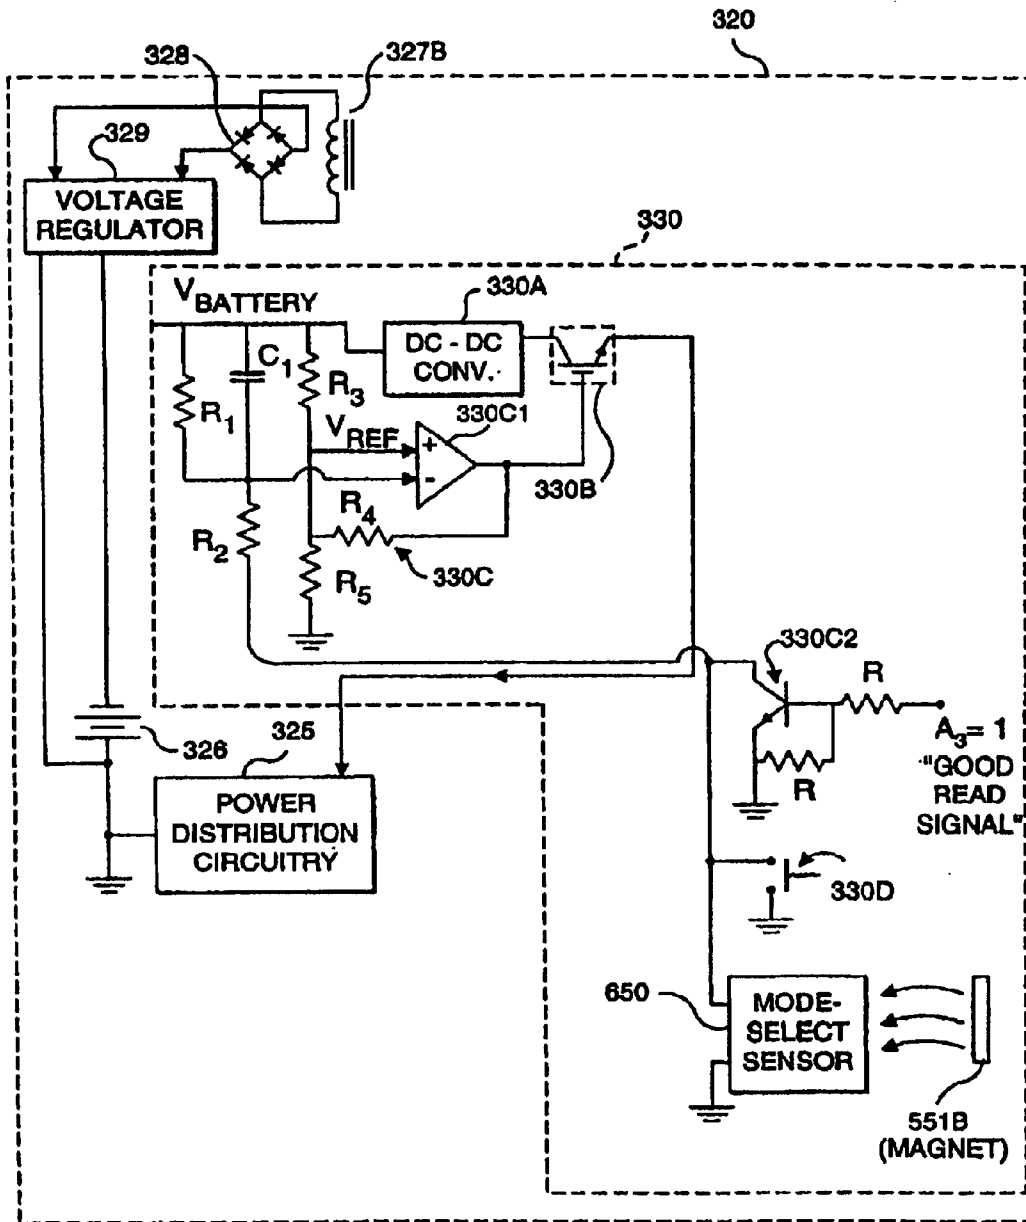 320
328
327B
329
VOLTAGE
REGULATOR
330
V BATTERY
330A
DC - DC
CONV.
C1
R3
R1
330C1
VREF
+
-
330B
R4
R2
330C
R5
330C2
R
A3= 1
"GOOD
READ
SIGNAL"
R
326
325
POWER
DISTRIBUTION
CIRCUITRY
330D
650
MODE-
SELECT
SENSOR
551B
(MAGNET)